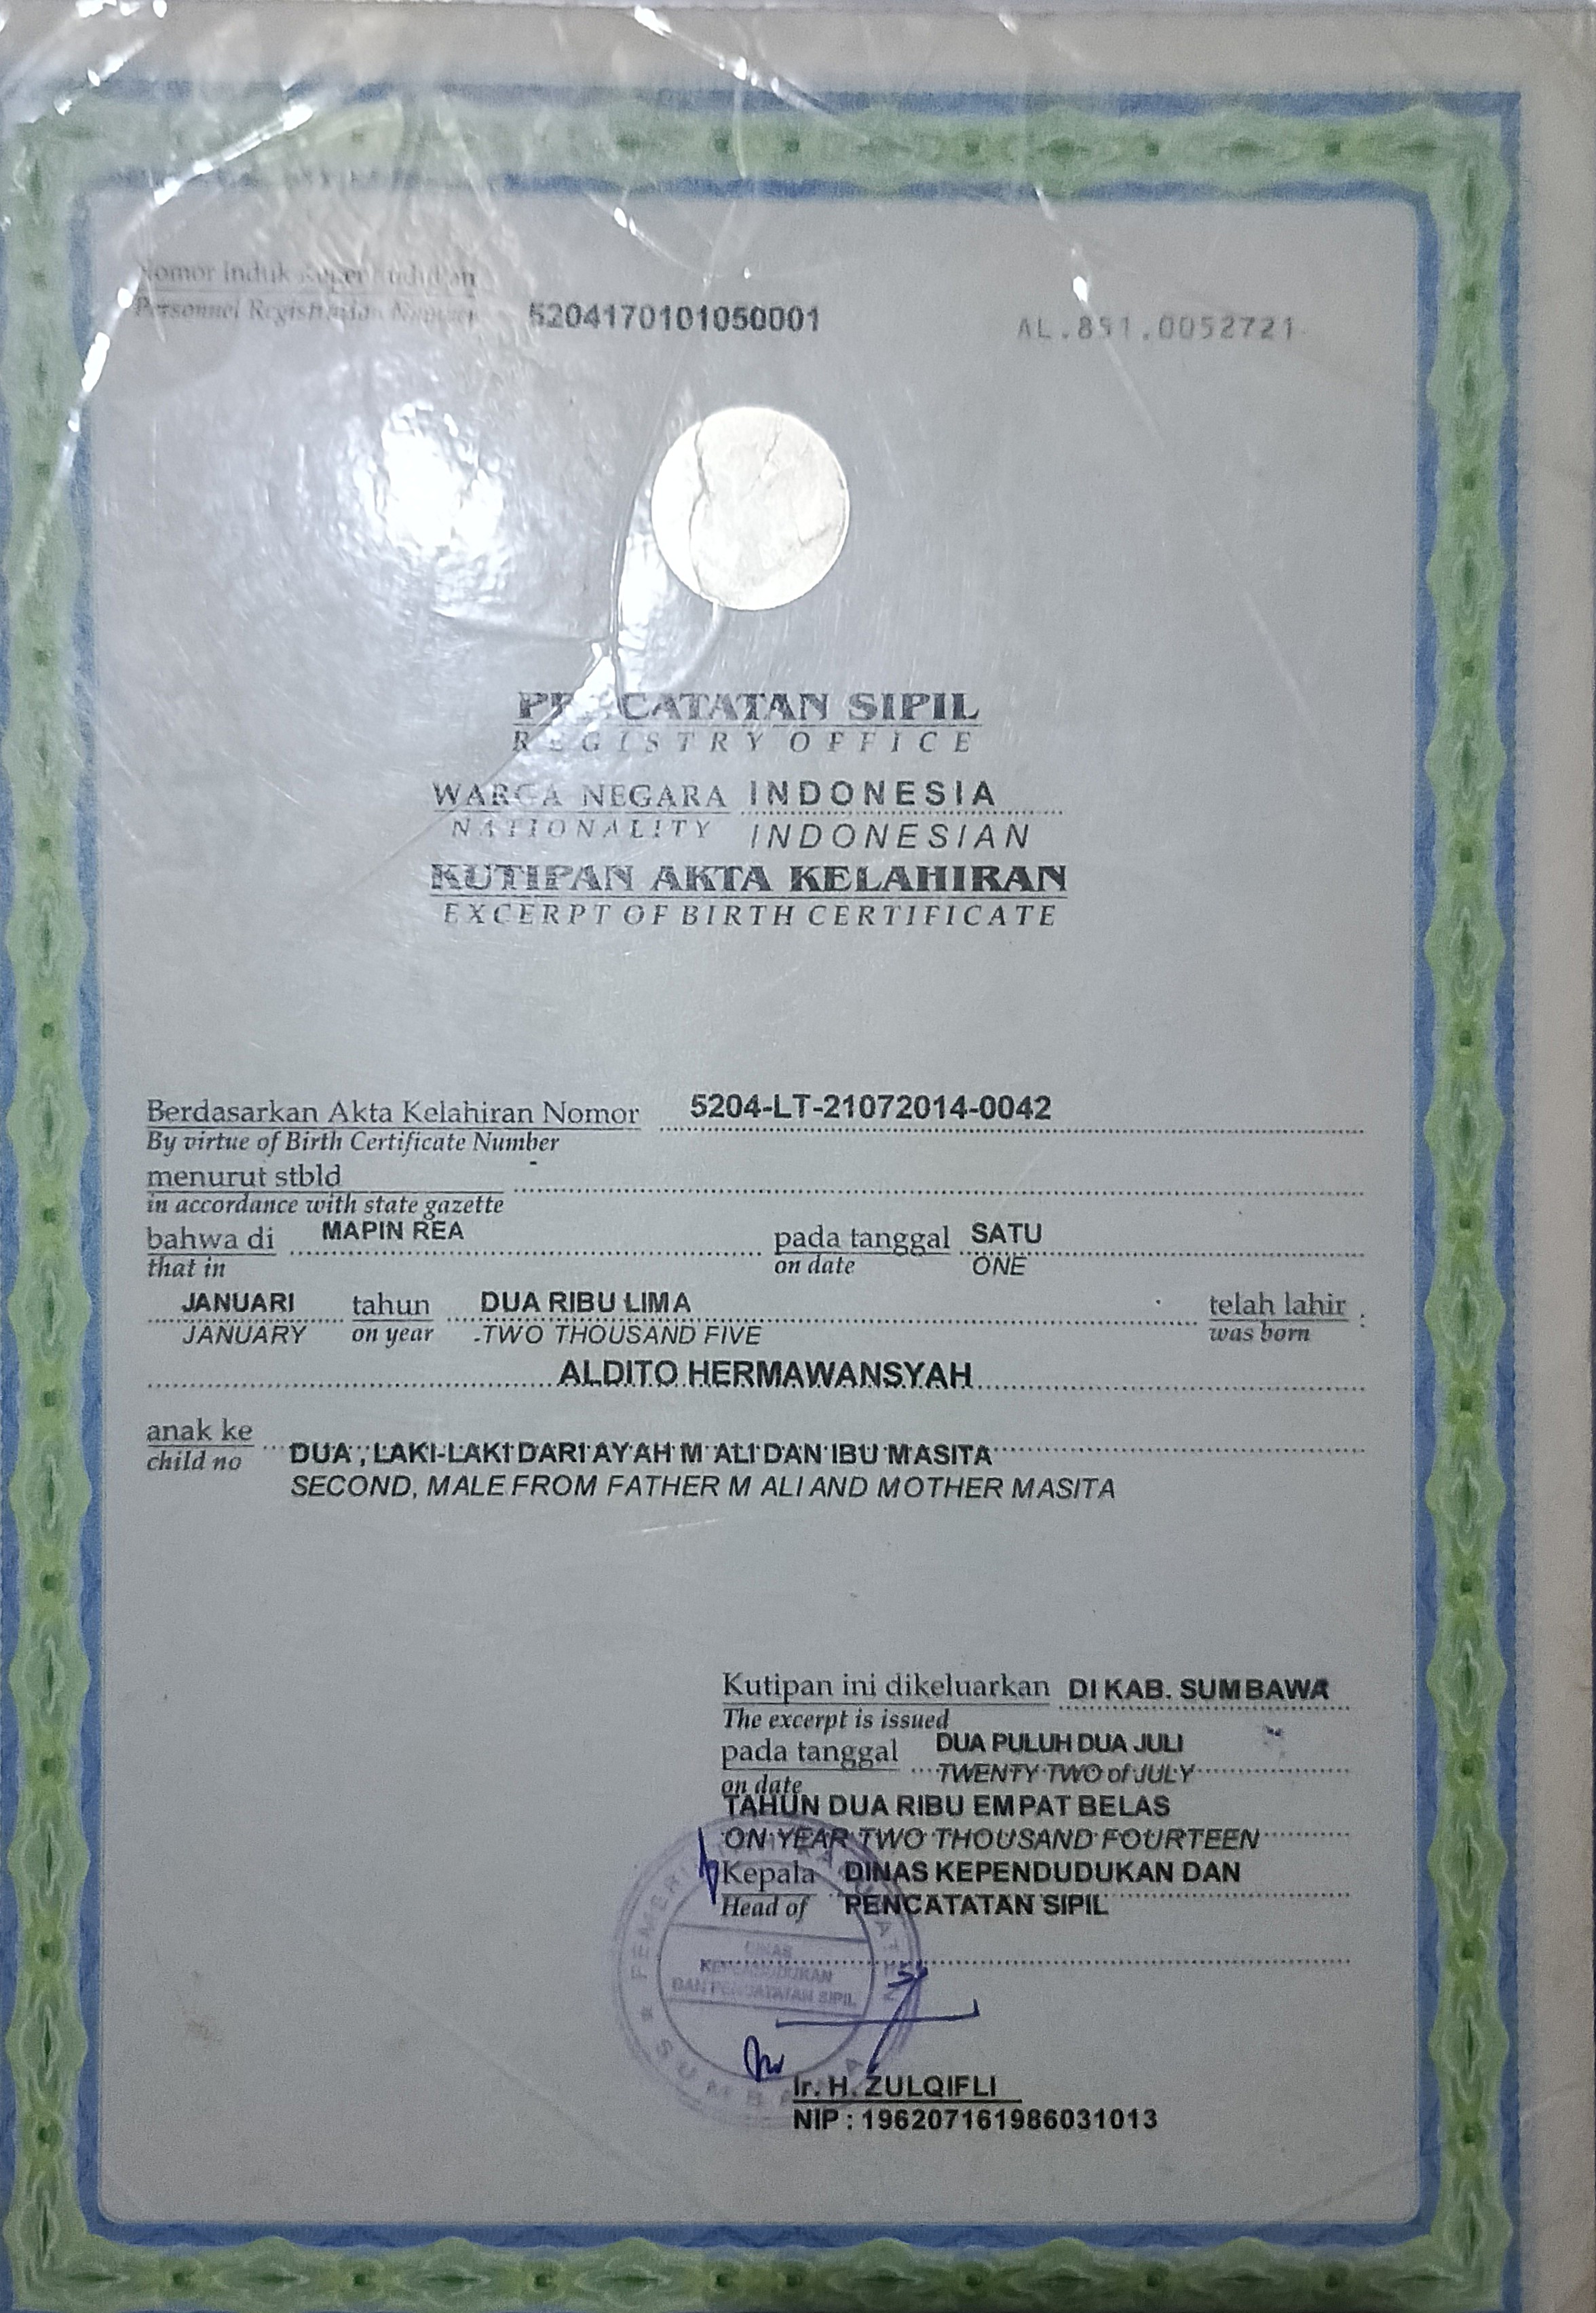 Nomor Induk Kependudukan
Personnel Registration Number 5204170101050001 AL.851.0052721
PENCATATAN SIPIL
REGISTRY OFFICE
WARGA NEGARA INDONESIA
NATIONALITY INDONESIAN
KUTIPAN AKTA KELAHIRAN
EXCERPT OF BIRTH CERTIFICATE
Berdasarkan Akta Kelahiran Nomor 5204-LT-21072014-0042
By virtue of Birth Certificate Number
menurut stbld -
in accordance with state gazette
bahwa di MAPIN REA pada tanggal SATU
that in on date ONE
JANUARI tahun DUA RIBU LIMA telah lahir :
JANUARY on year -TWO THOUSAND FIVE was born
ALDITO HERMAWANSYAH
anak ke DUA , LAKI-LAKI DARI AYAH M ALI DAN IBU MASITA
child no SECOND, MALE FROM FATHER M ALI AND MOTHER MASITA
Kutipan ini dikeluarkan DI KAB. SUMBAWA
The excerpt is issued
pada tanggal DUA PULUH DUA JULI
on date TWENTY TWO of JULY
TAHUN DUA RIBU EMPAT BELAS
ON YEAR TWO THOUSAND FOURTEEN
Kepala DINAS KEPENDUDUKAN DAN
Head of PENCATATAN SIPIL
DINAS
KEPENDUDUKAN
DAN PENCATATAN SIPIL
Ir. H. ZULQIFLI
NIP : 196207161986031013